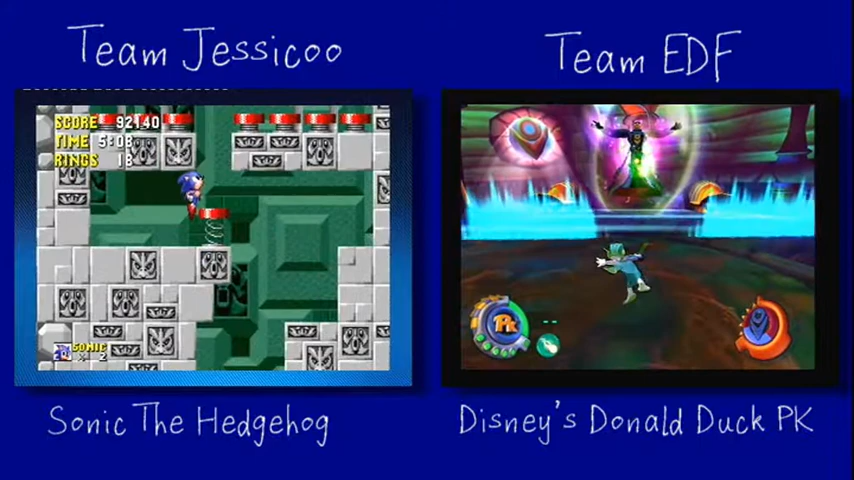 Team Jessicoo
Team EDF
SCORE 92140
TIME 5:08
RINGS 18
SONIC
x 2
PK
--
Sonic The Hedgehog
Disney's Donald Duck PK